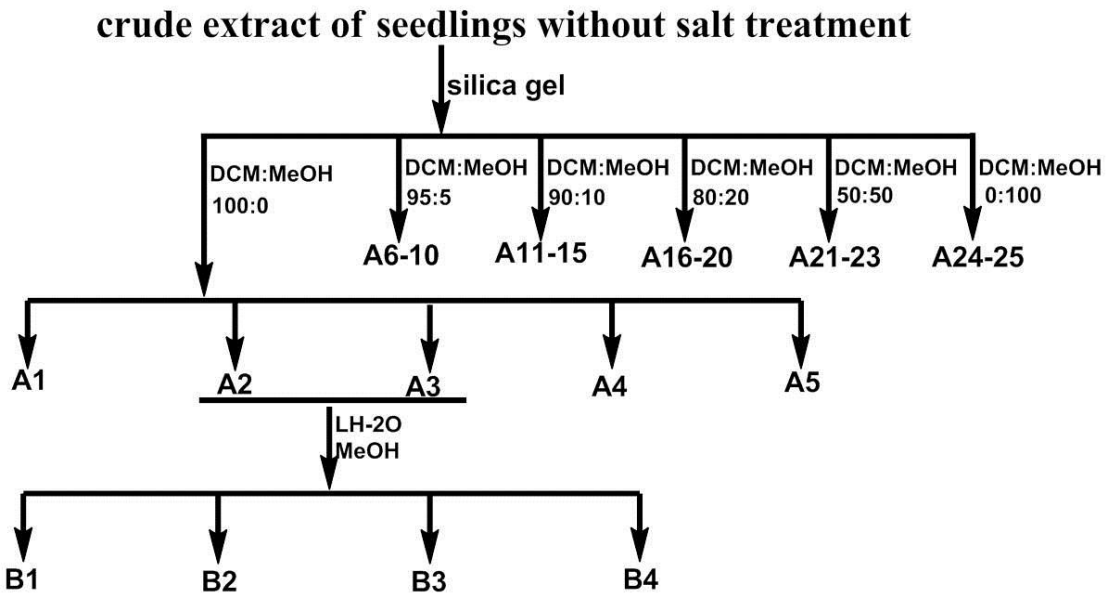 crude extract of seedlings without salt treatment
silica gel
DCM:MeOH
100:0
DCM:MeOH
95:5
DCM:MeOH
90:10
DCM:MeOH
80:20
DCM:MeOH
50:50
DCM:MeOH
0:100
A6-10
A11-15
A16-20
A21-23
A24-25
A1
A2
A3
A4
A5
LH-2O
MeOH
B1
B2
B3
B4